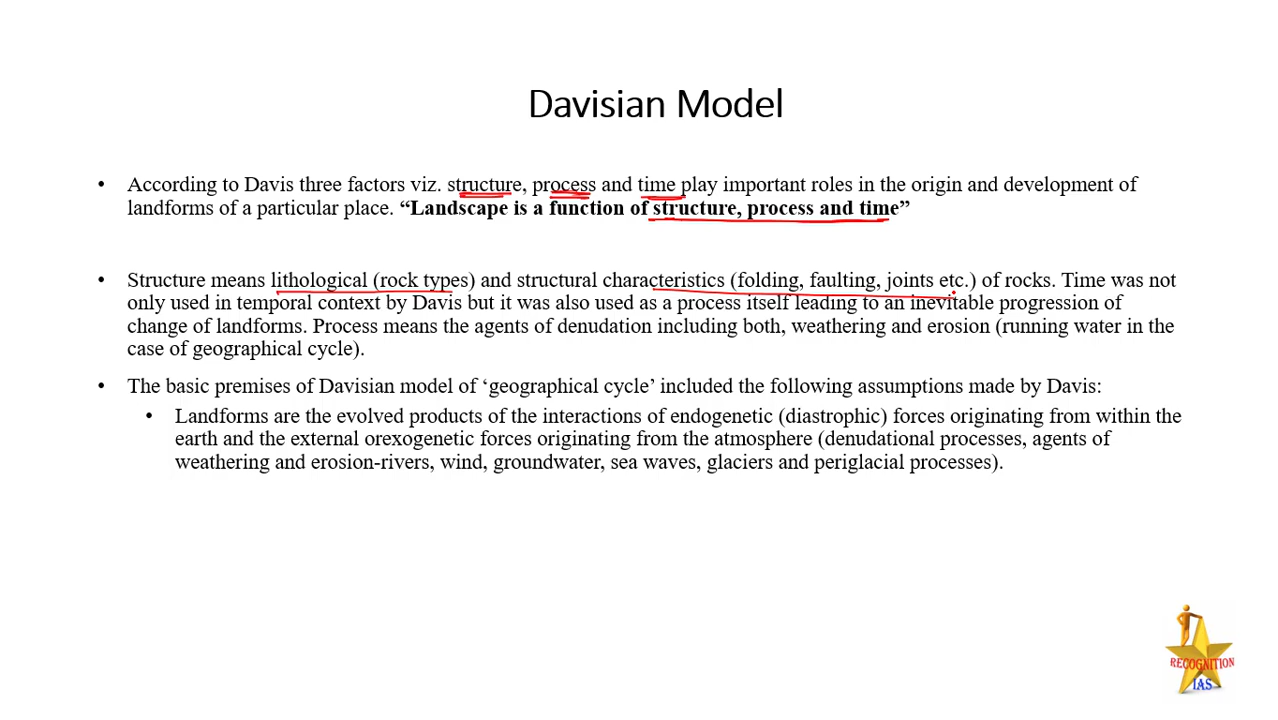 Davisian Model
• According to Davis three factors viz. structure, process and time play important roles in the origin and development of
landforms of a particular place. “Landscape is a function of structure, process and time”
• Structure means lithological (rock types) and structural characteristics (folding, faulting, joints etc.) of rocks. Time was not
only used in temporal context by Davis but it was also used as a process itself leading to an inevitable progression of
change of landforms. Process means the agents of denudation including both, weathering and erosion (running water in the
case of geographical cycle).
• The basic premises of Davisian model of ‘geographical cycle’ included the following assumptions made by Davis:
• Landforms are the evolved products of the interactions of endogenetic (diastrophic) forces originating from within the
earth and the external orexogenetic forces originating from the atmosphere (denudational processes, agents of
weathering and erosion-rivers, wind, groundwater, sea waves, glaciers and periglacial processes).
RECOGNITION
IAS